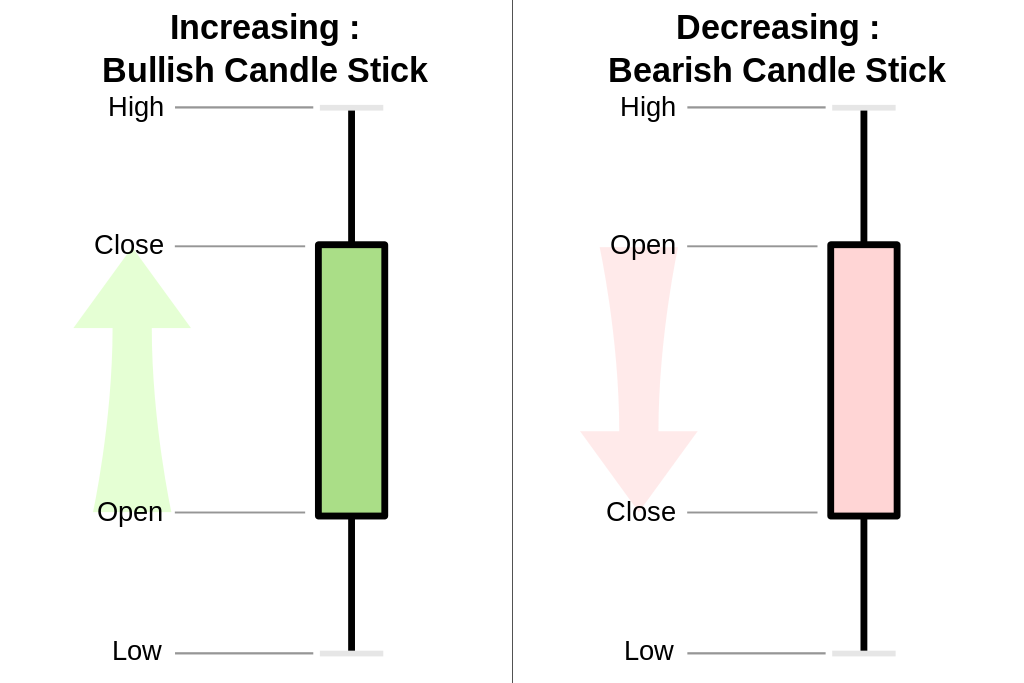 Increasing :
Bullish Candle Stick
High
Close
Open
Low
Decreasing :
Bearish Candle Stick
High
Open
Close
Low